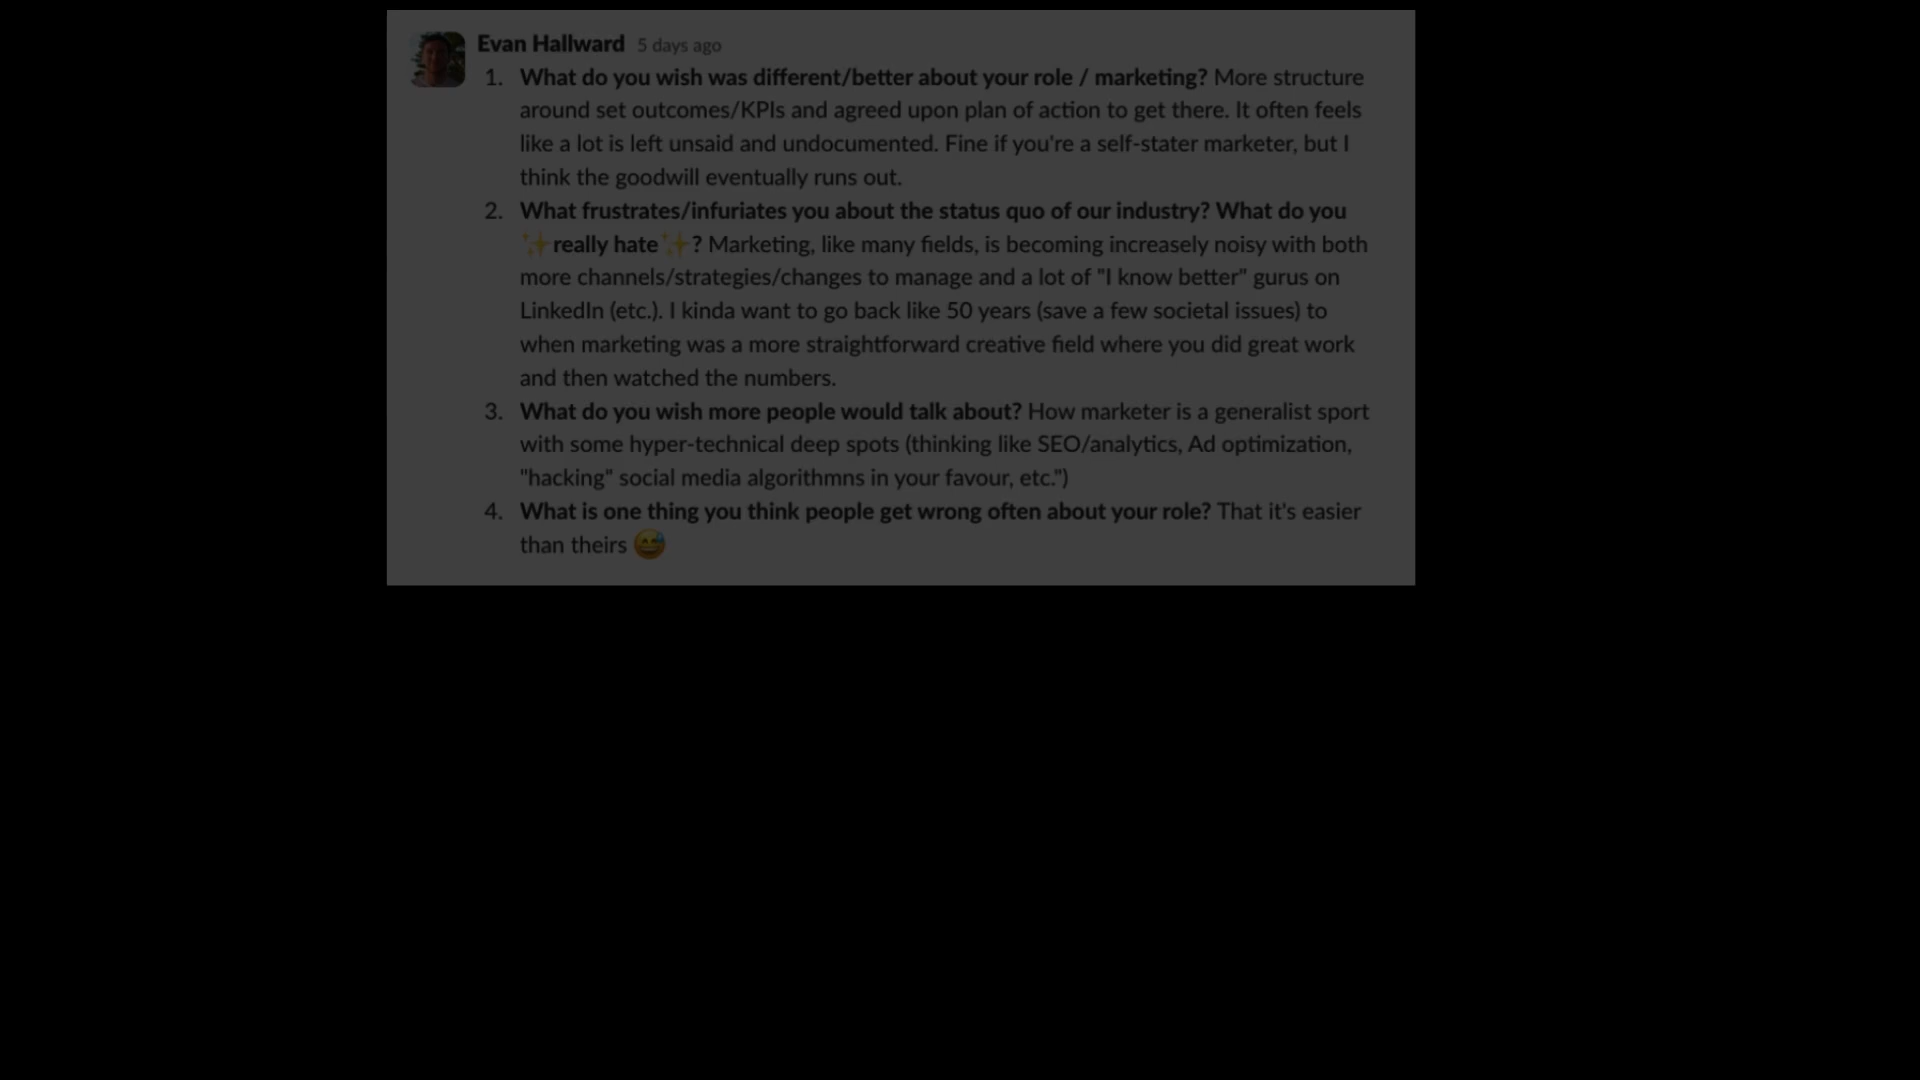 Evan Hallward 5 days ago
1. What do you wish was different/better about your role / marketing? More structure
around set outcomes/KPIs and agreed upon plan of action to get there. It often feels
like a lot is left unsaid and undocumented. Fine if you're a self-stater marketer, but I
think the goodwill eventually runs out.
2. What frustrates/infuriates you about the status quo of our industry? What do you
✨really hate✨? Marketing, like many fields, is becoming increasely noisy with both
more channels/strategies/changes to manage and a lot of "I know better" gurus on
LinkedIn (etc.). I kinda want to go back like 50 years (save a few societal issues) to
when marketing was a more straightforward creative field where you did great work
and then watched the numbers.
3. What do you wish more people would talk about? How marketer is a generalist sport
with some hyper-technical deep spots (thinking like SEO/analytics, Ad optimization,
"hacking" social media algorithmns in your favour, etc.")
4. What is one thing you think people get wrong often about your role? That it's easier
than theirs 😅